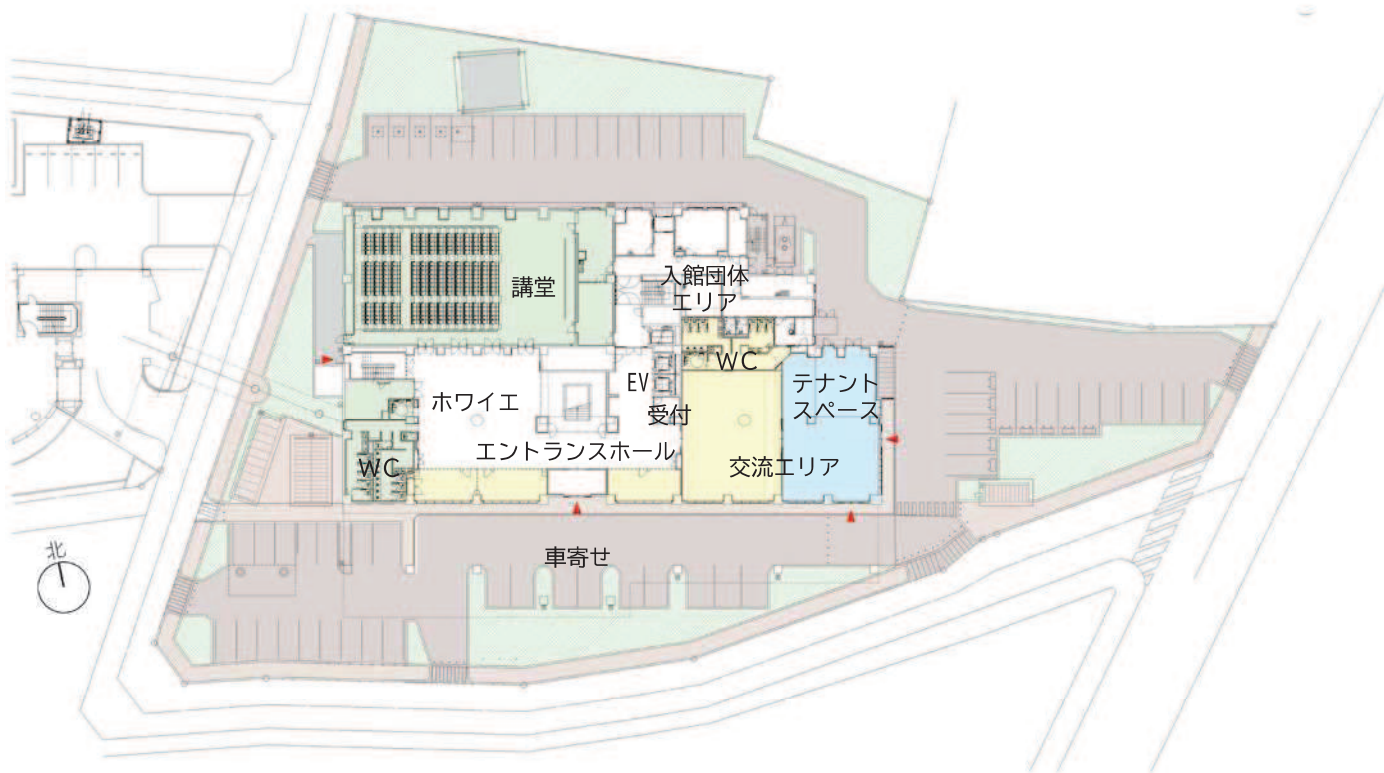 講堂
入館団体
エリア
WC
EV
テナント
スペース
ホワイエ
受付
エントランスホール
WC
交流エリア
車寄せ
北